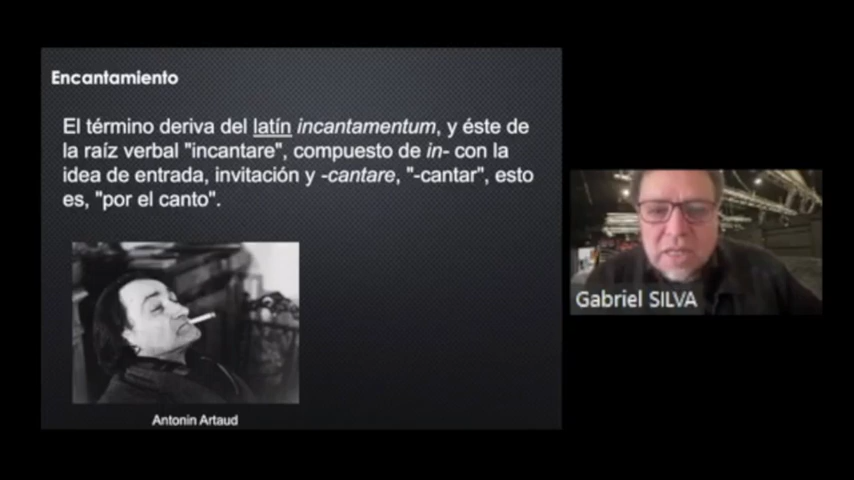 Encantamiento
El término deriva del latín incantamentum, y éste de
la raíz verbal "incantare", compuesto de in- con la
idea de entrada, invitación y -cantare, "-cantar", esto
es, "por el canto".
Antonin Artaud
Gabriel SILVA